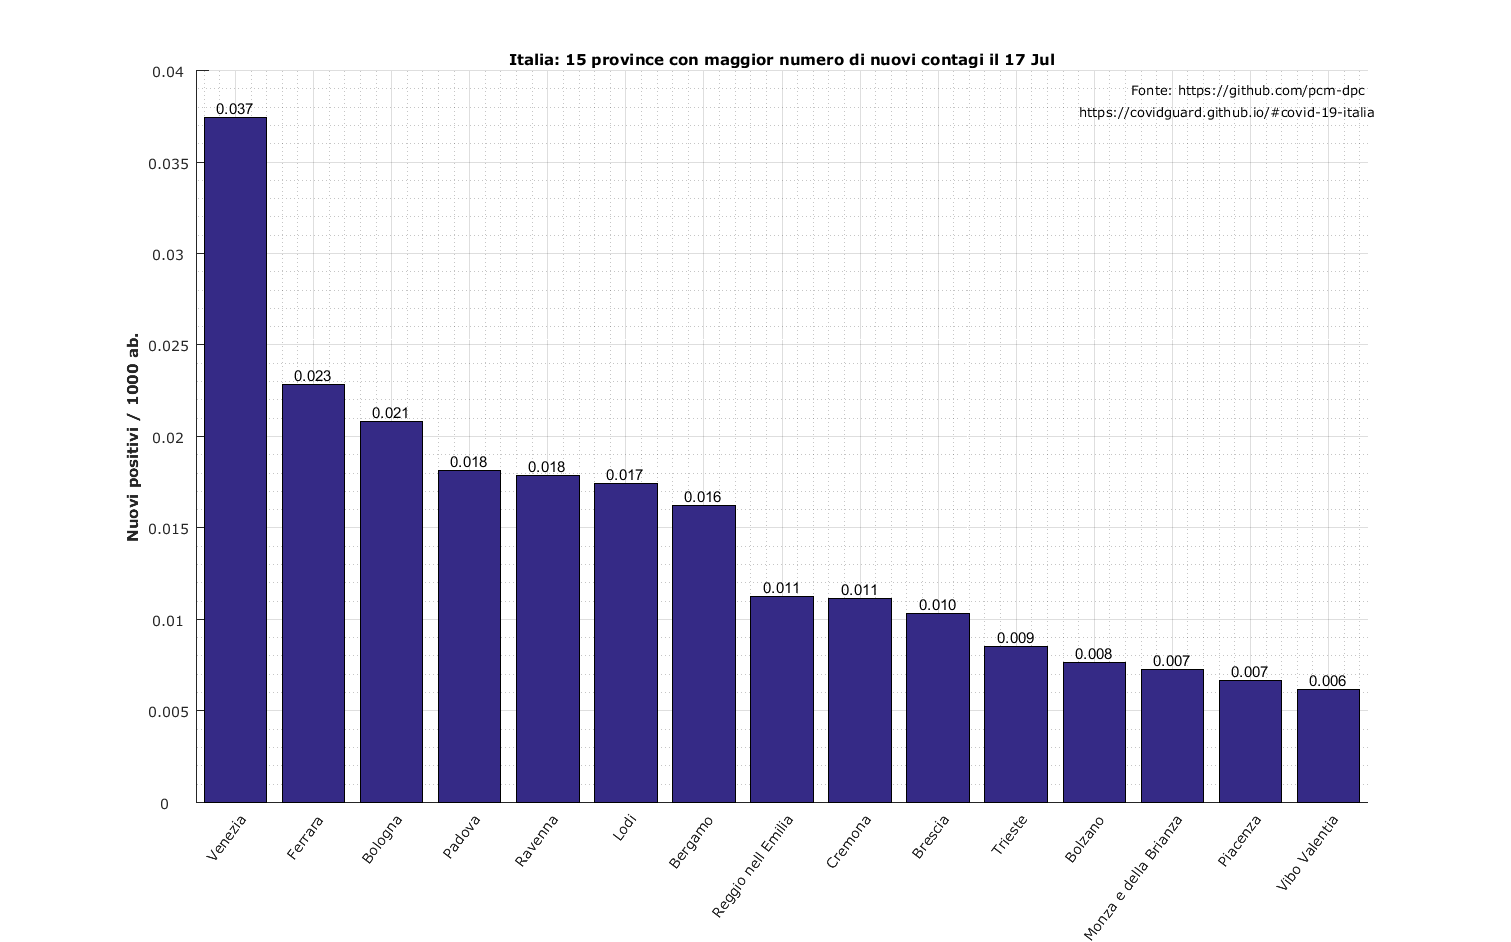 Italia: 15 province con maggior numero di nuovi contagi il 17 Jul
Fonte: https://github.com/pcm-dpc
https://covidguard.github.io/#covid-19-italia
Nuovi positivi / 1000 ab.
0.04
0.035
0.03
0.025
0.02
0.015
0.01
0.005
0
0.037
0.023
0.021
0.018
0.018
0.017
0.016
0.011
0.011
0.010
0.009
0.008
0.007
0.007
0.006
Venezia
Ferrara
Bologna
Padova
Ravenna
Lodi
Bergamo
Reggio nell Emilia
Cremona
Brescia
Trieste
Bolzano
Monza e della Brianza
Piacenza
Vibo Valentia